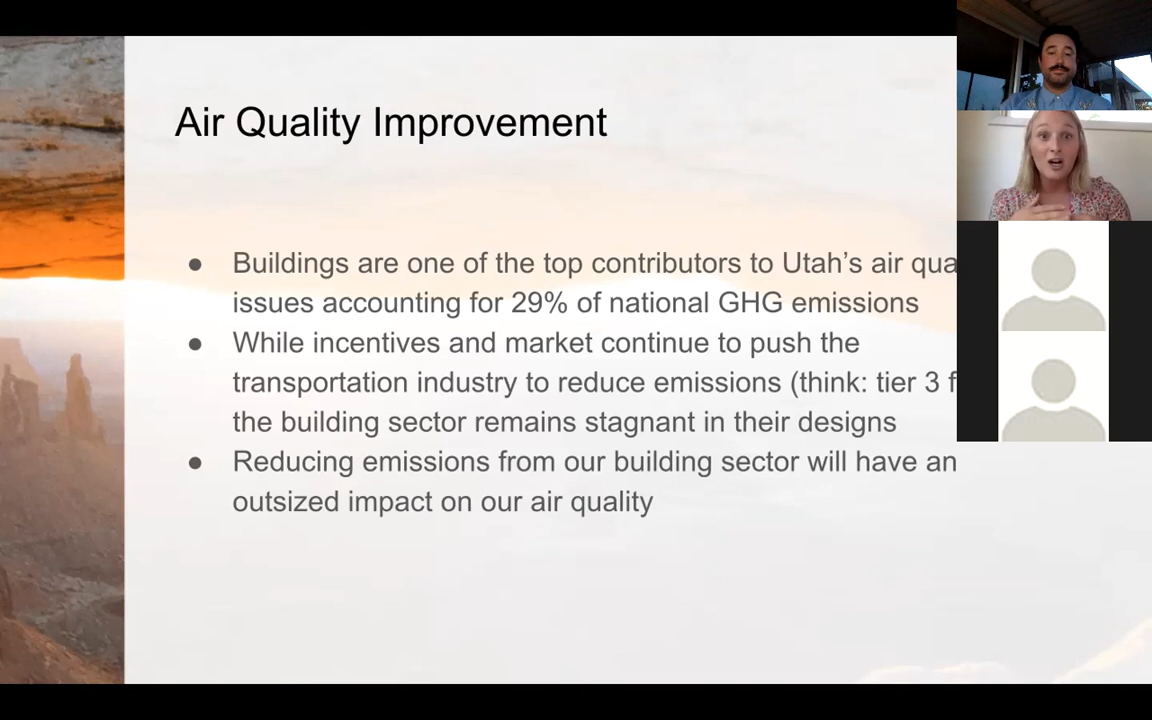 Air Quality Improvement
● Buildings are one of the top contributors to Utah's air
issues accounting for 29% of national GHG emissions
● While incentives and market continue to push the
transportation industry to reduce emissions (think: tier 3
the building sector remains stagnant in their designs
● Reducing emissions from our building sector will have an
outsized impact on our air quality